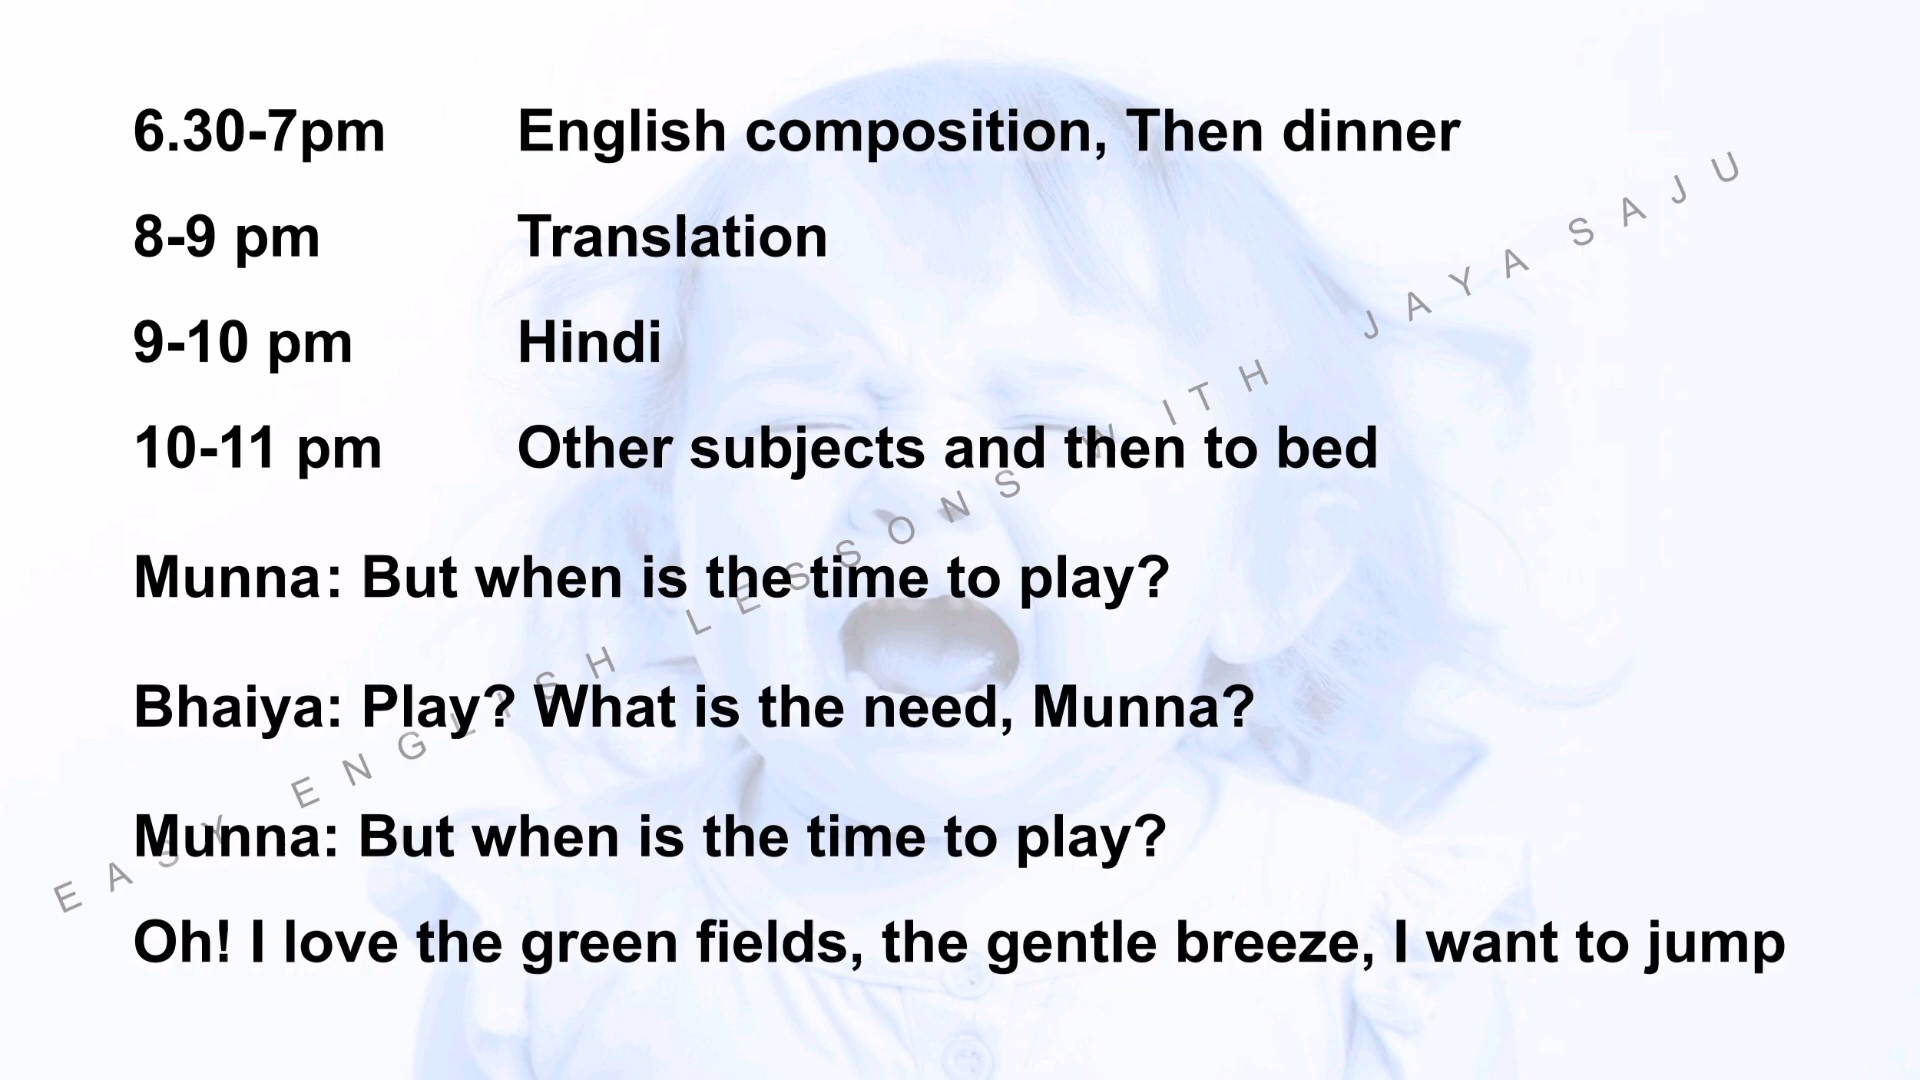 6.30-7pm English composition, Then dinner
8-9 pm Translation
9-10 pm Hindi
10-11 pm Other subjects and then to bed
Munna: But when is the time to play?
Bhaiya: Play? What is the need, Munna?
Munna: But when is the time to play?
Oh! I love the green fields, the gentle breeze, I want to jump
EASY ENGLISH LESSONS WITH JAYA SAJU